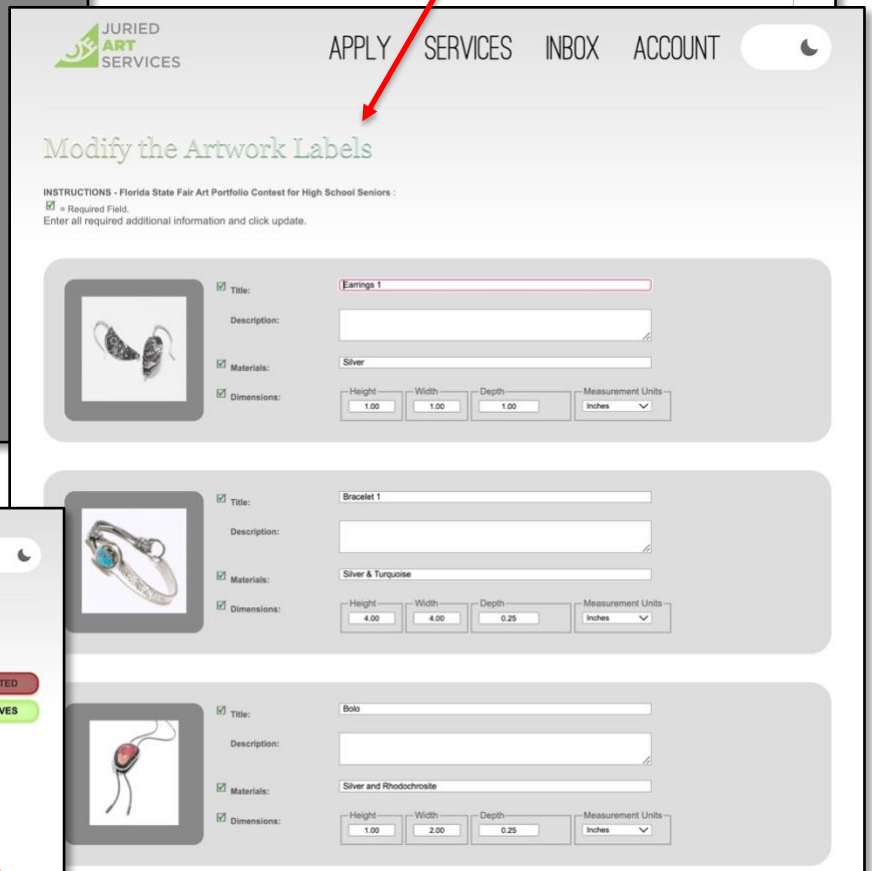 JURIED
ART
SERVICES
APPLY SERVICES INBOX ACCOUNT
Modify the Artwork Labels
INSTRUCTIONS - Florida State Fair Art Portfolio Contest for High School Seniors :
= Required Field.
Enter all required additional information and click update.
Title: Earrings 1
Description:
Materials: Silver
Dimensions: Height 1.00 Width 1.00 Depth 1.00 Measurement Units Inches
Title: Bracelet 1
Description:
Materials: Silver & Turquoise
Dimensions: Height 4.00 Width 4.00 Depth 0.25 Measurement Units Inches
TED
VES
Title: Bolo
Description:
Materials: Silver and Rhodochrosite
Dimensions: Height 1.00 Width 2.00 Depth 0.25 Measurement Units Inches